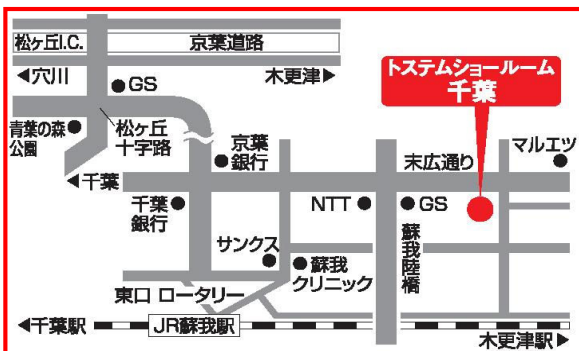 松ヶ丘I.C.
京葉道路
◀穴川
木更津▶
GS
トステムショールーム
千葉
青葉の森
公園
松ヶ丘
十字路
京葉
銀行
末広通り
マルエツ
◀千葉
千葉
銀行
NTT
GS
サンクス
蘇我
クリニック
蘇我陸橋
東口 ロータリー
◀千葉駅
JR蘇我駅
木更津駅▶